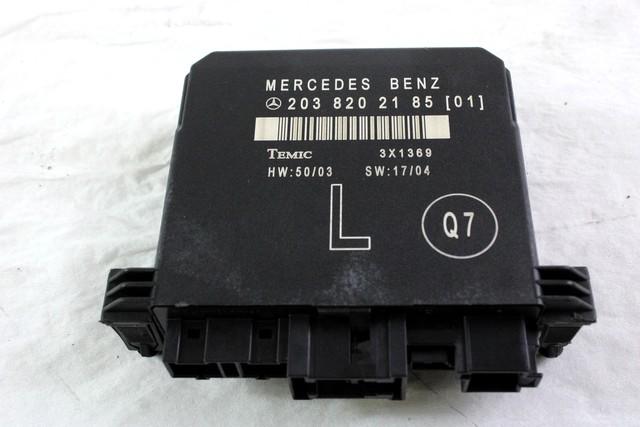 MERCEDES BENZ
203 820 21 85 [01]
TEMIC 3X1369
HW:50/03 SW:17/04
L
Q7